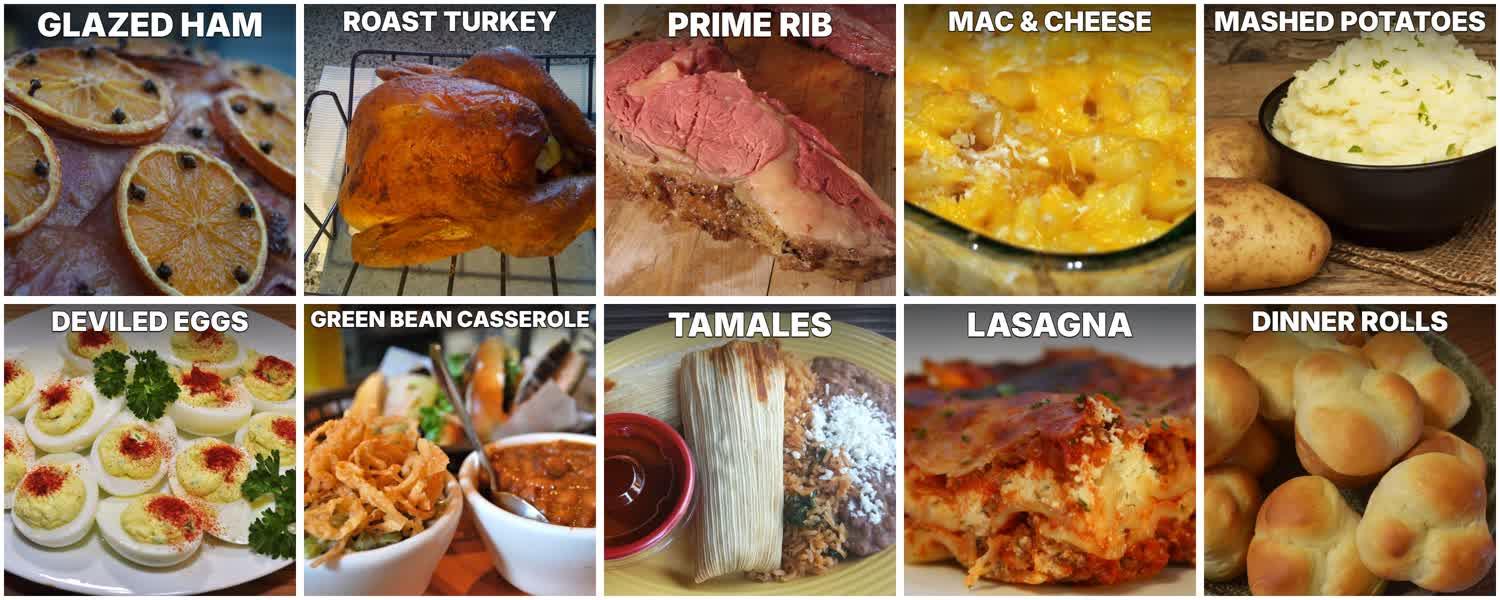 GLAZED HAM
ROAST TURKEY
PRIME RIB
MAC & CHEESE
MASHED POTATOES
DEVILED EGGS
GREEN BEAN CASSEROLE
TAMALES
LASAGNA
DINNER ROLLS